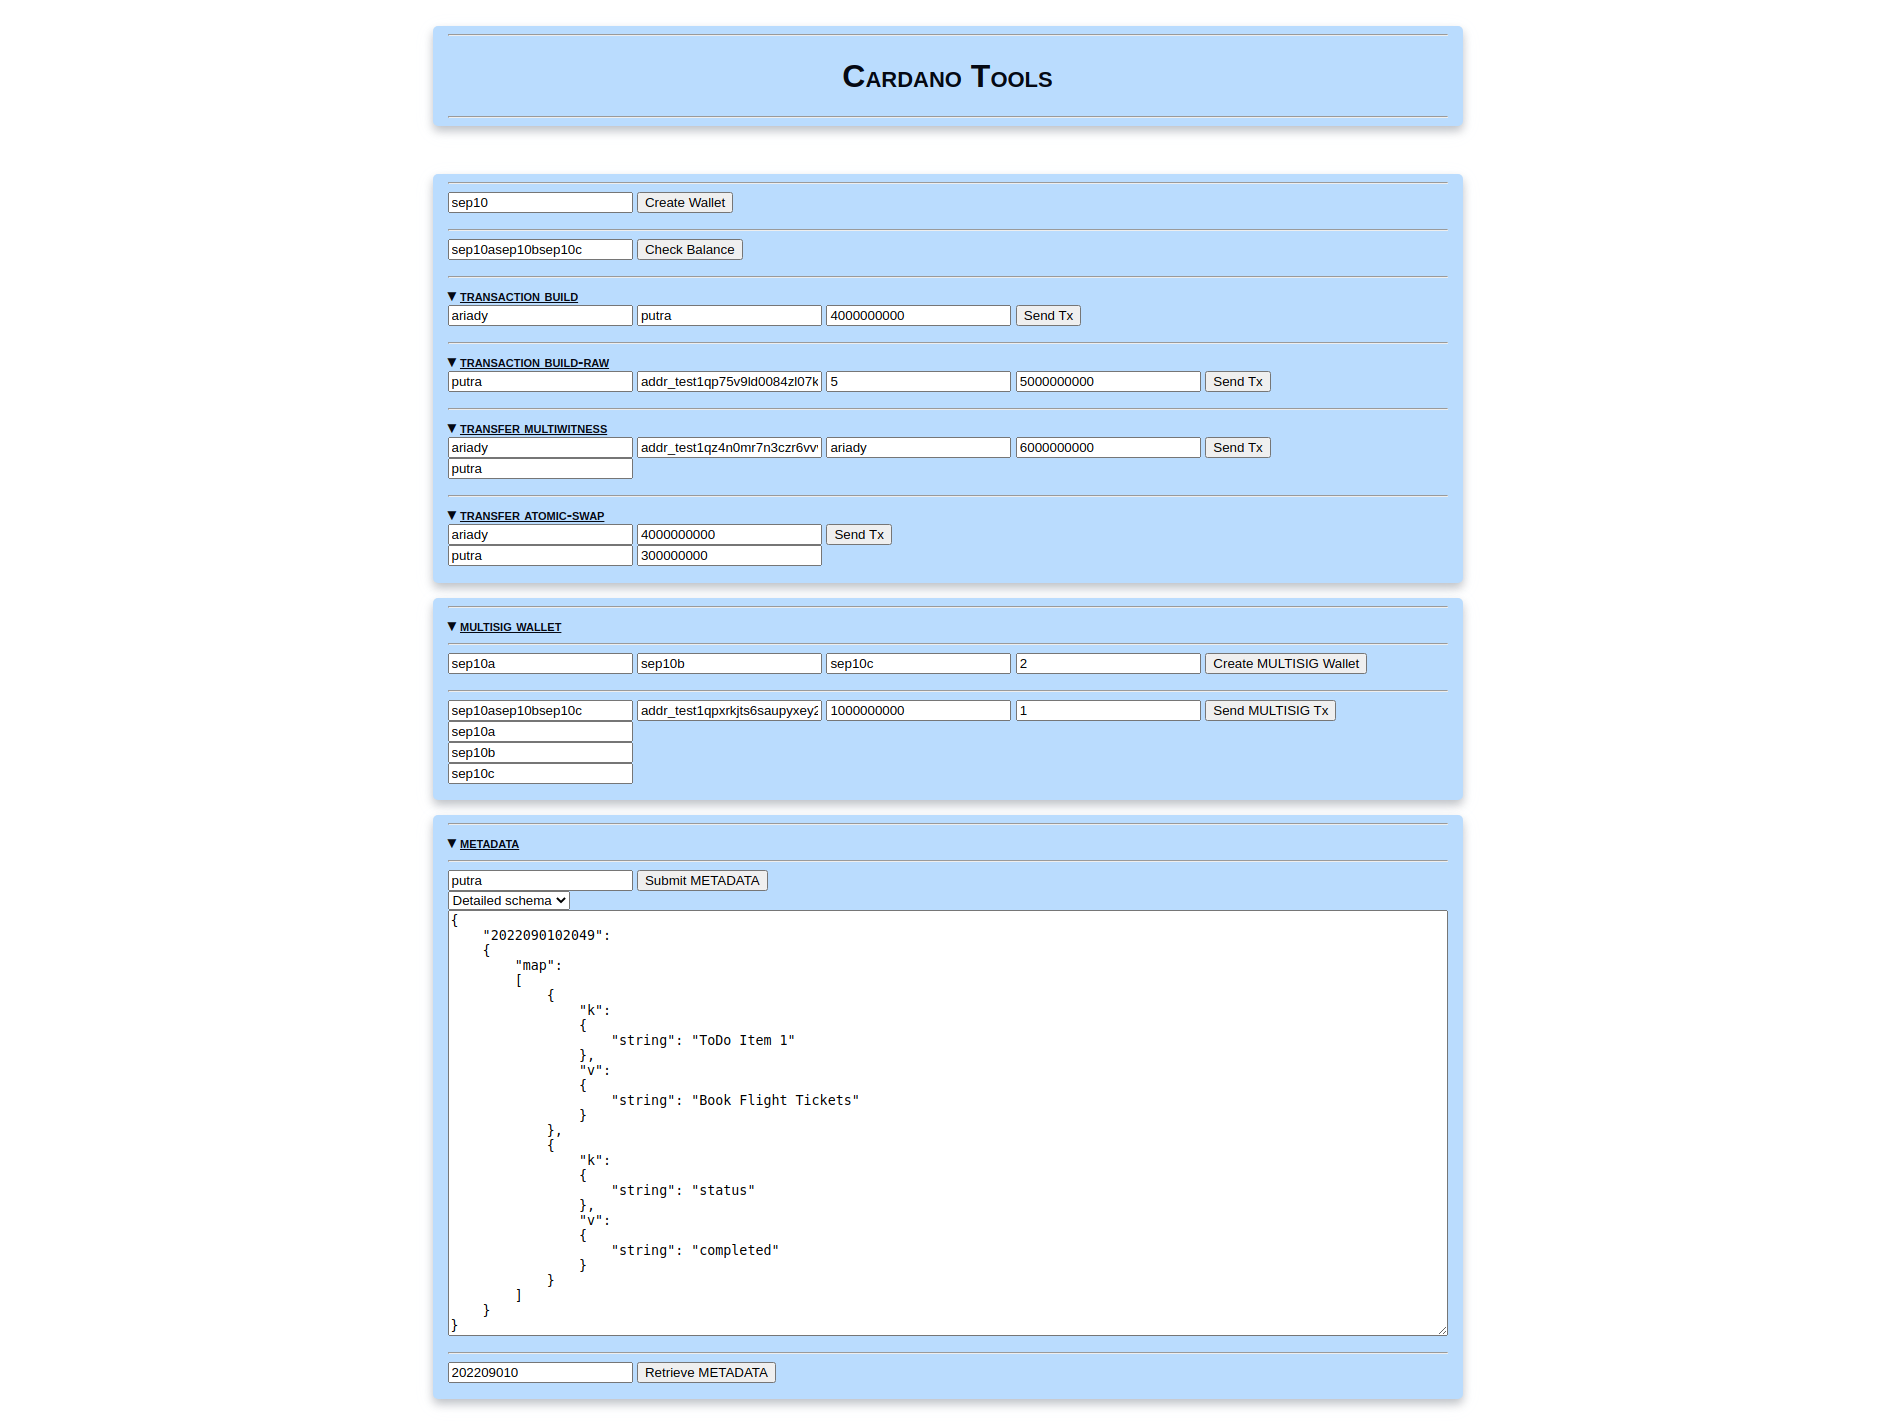 Cardano Tools
sep10 Create Wallet
sep10asep10bsep10c Check Balance
▼ transaction build
ariady putra 4000000000 Send Tx
▼ transaction build-raw
putra addr_test1qp75v9ld0084zl07k 5 5000000000 Send Tx
▼ transfer multiwitness
ariady addr_test1qz4n0mr7n3czr6vv ariady 6000000000 Send Tx
putra
▼ transfer atomic-swap
ariady 4000000000 Send Tx
putra 300000000
▼ multisig wallet
sep10a sep10b sep10c 2 Create MULTISIG Wallet
sep10asep10bsep10c addr_test1qpxrkjts6saupyxey2 1000000000 1 Send MULTISIG Tx
sep10a
sep10b
sep10c
▼ metadata
putra Submit METADATA
Detailed schema
{
    "2022090102049":
    {
        "map":
        [
            {
                "k":
                {
                    "string": "ToDo Item 1"
                },
                "v":
                {
                    "string": "Book Flight Tickets"
                }
            },
            {
                "k":
                {
                    "string": "status"
                },
                "v":
                {
                    "string": "completed"
                }
            }
        ]
    }
}
202209010 Retrieve METADATA